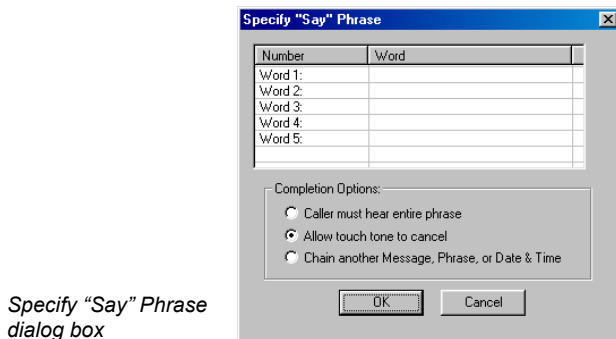 Specify "Say" Phrase
Number Word
Word 1:
Word 2:
Word 3:
Word 4:
Word 5:
Completion Options:
Caller must hear entire phrase
Allow touch tone to cancel
Chain another Message, Phrase, or Date & Time
OK Cancel
Specify “Say” Phrase
dialog box